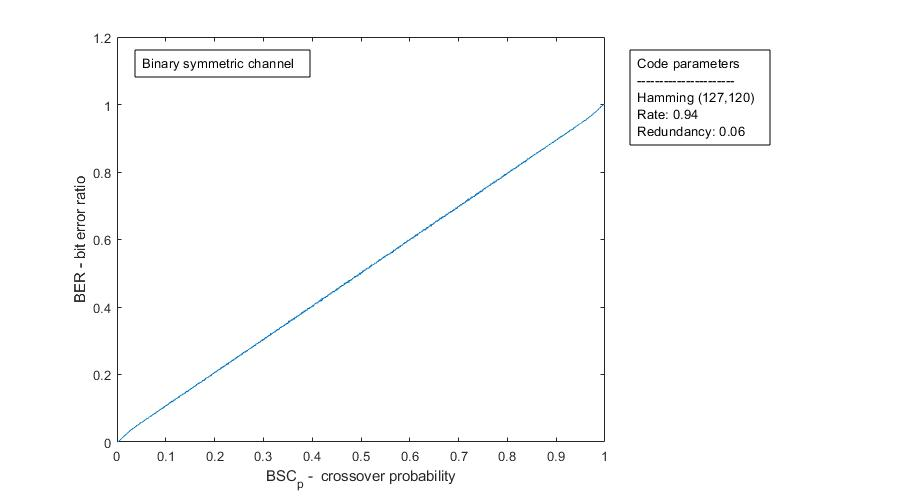 1.2
Binary symmetric channel
Code parameters
----------------------
Hamming (127,120)
Rate: 0.94
Redundancy: 0.06
1
0.8
0.6
0.4
0.2
0
BER - bit error ratio
0 0.1 0.2 0.3 0.4 0.5 0.6 0.7 0.8 0.9 1
BSCp - crossover probability